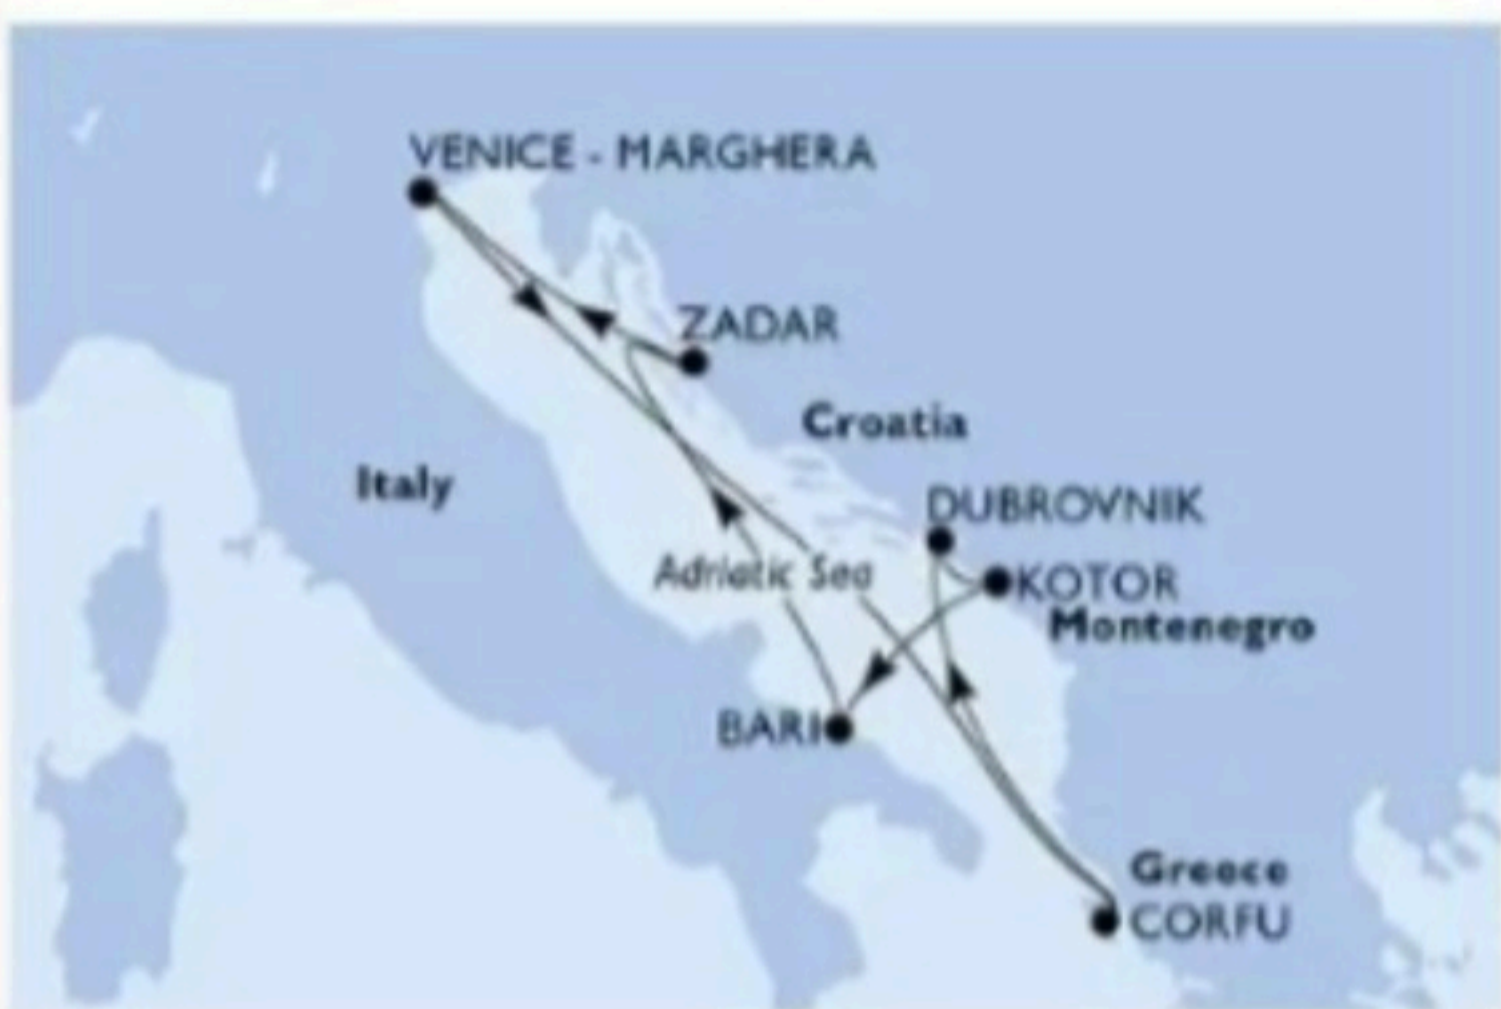 VENICE - MARGHERA
ZADAR
Croatia
Italy
DUBROVNIK
Adriatic Sea
KOTOR
Montenegro
BARI
Greece
CORFU